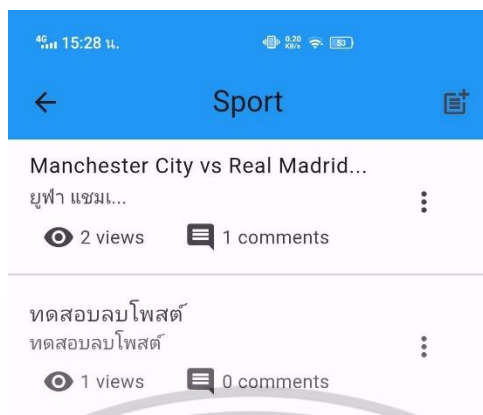 4G 15:28 น. 0.20 KB/s 53
Sport
Manchester City vs Real Madrid...
ยูฟ่า แชมเ...
2 views 1 comments
ทดสอบลบโพสต์
ทดสอบลบโพสต์
1 views 0 comments